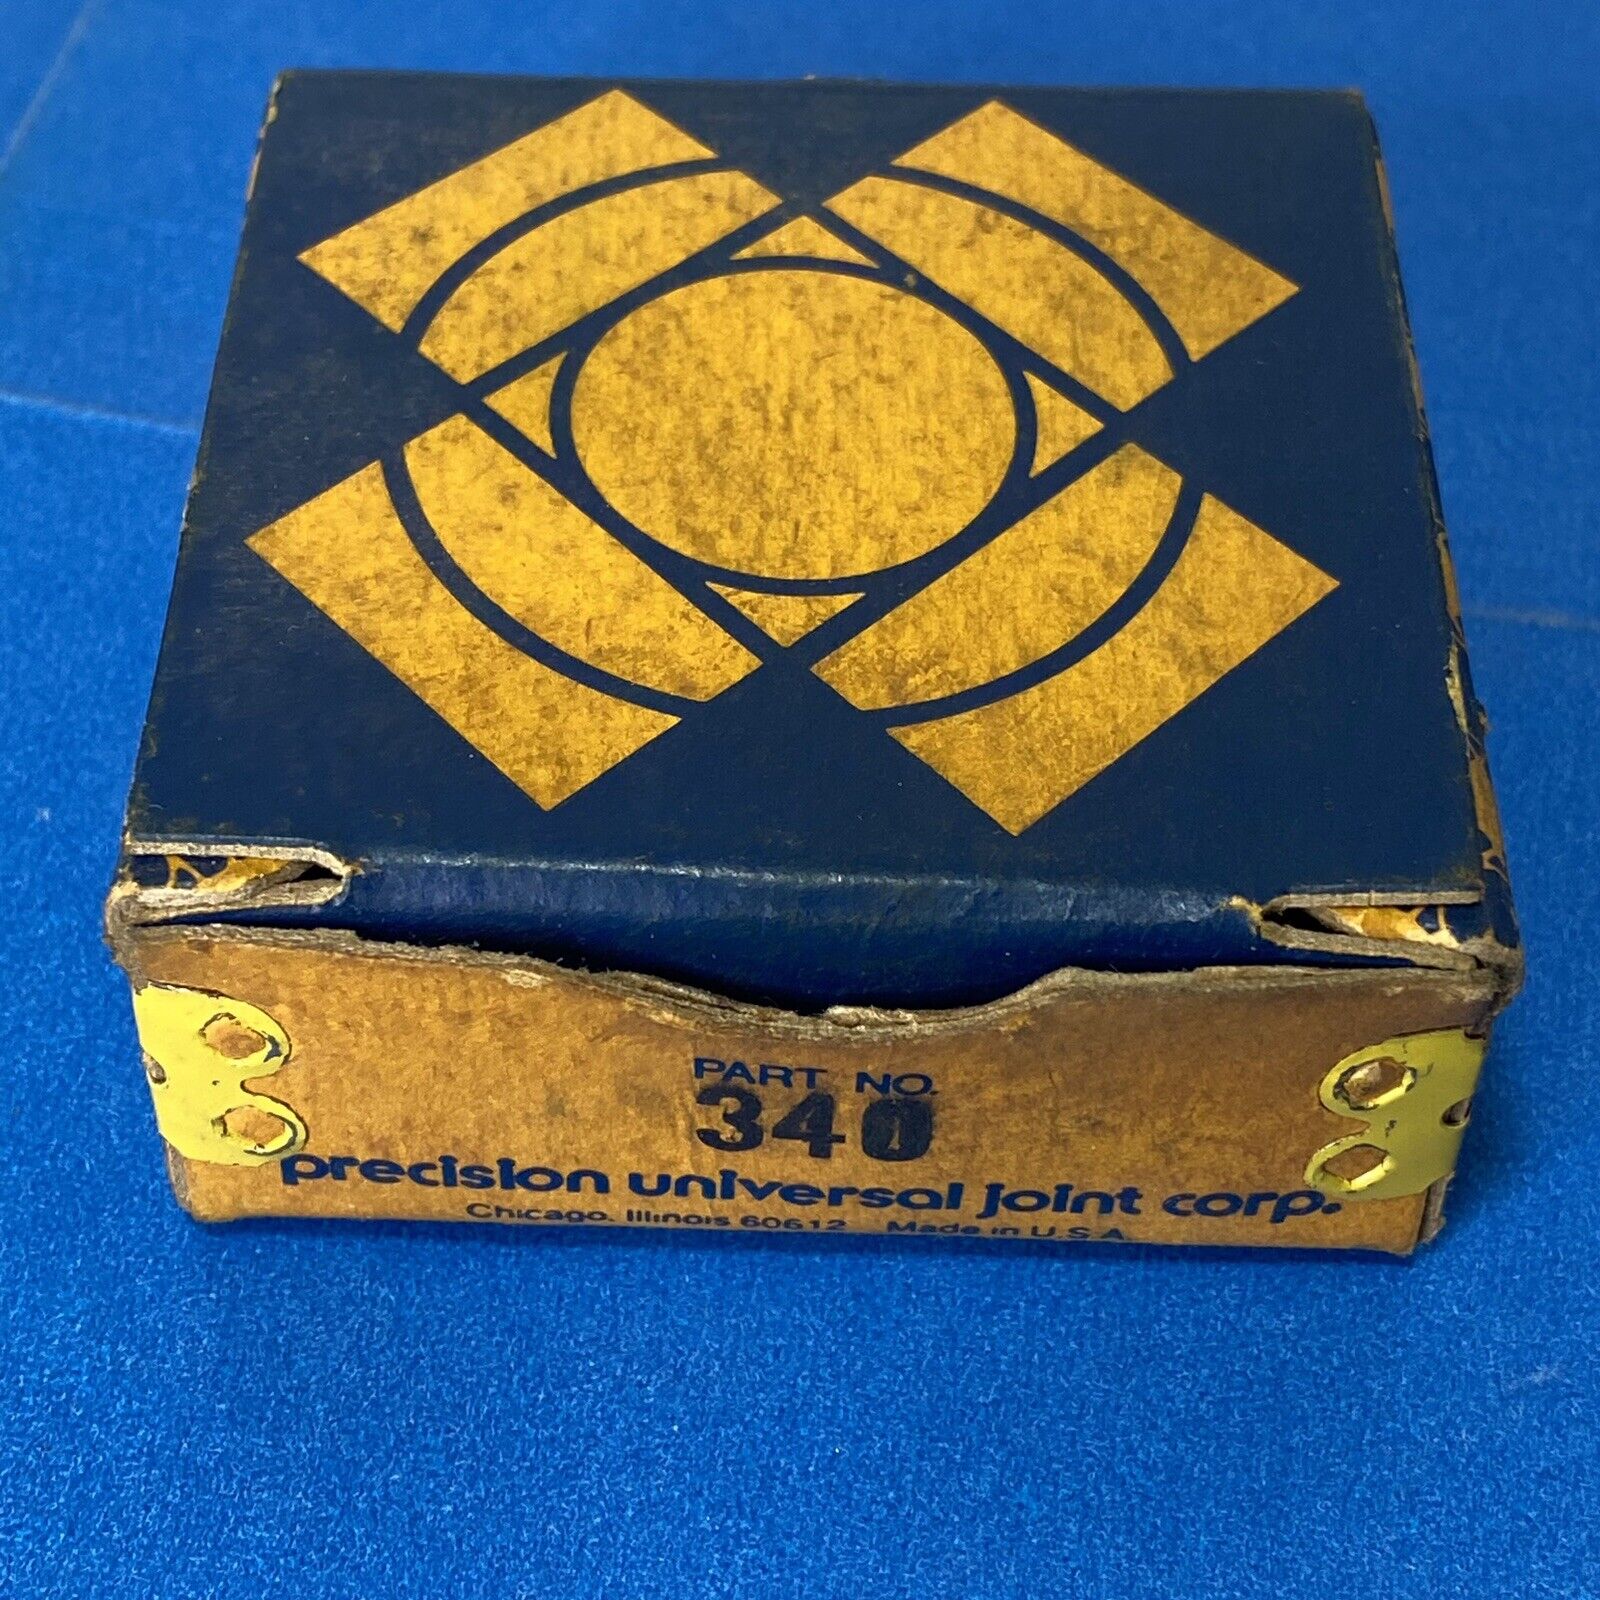 PART NO.
340
precision universal joint corp.
Chicago, Illinois 60612 Made in U.S.A.